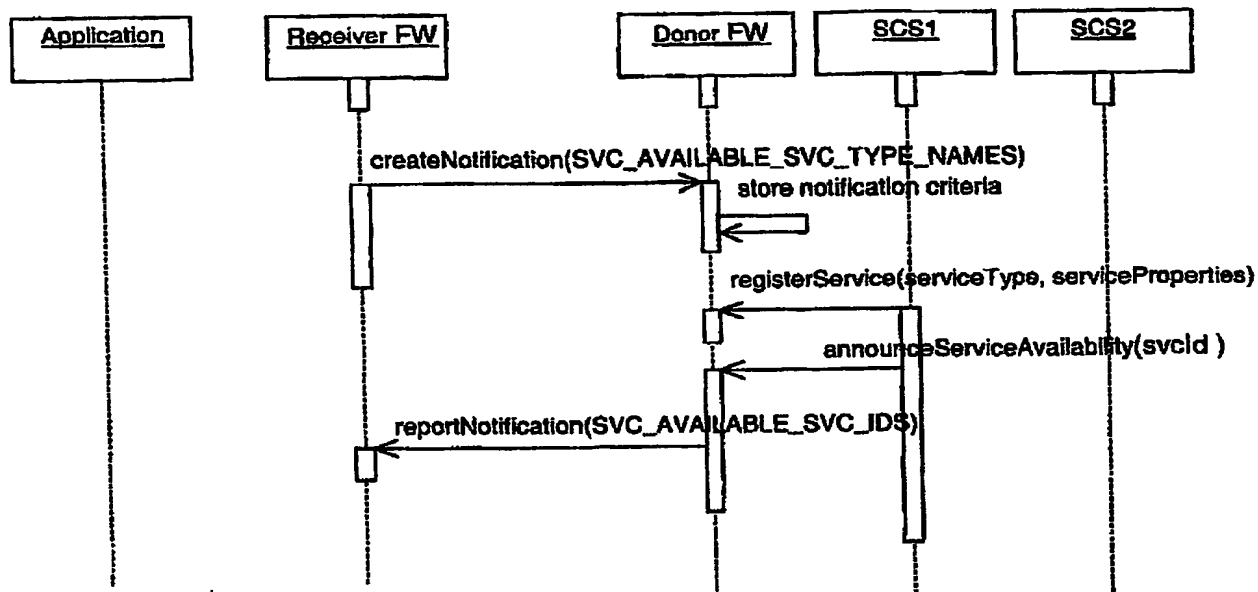 Application
Receiver FW
Donor FW
SCS1
SCS2
createNotification(SVC_AVAILABLE_SVC_TYPE_NAMES)
store notification criteria
registerService(serviceType, serviceProperties)
announceServiceAvailability(svcId )
reportNotification(SVC_AVAILABLE_SVC_IDS)